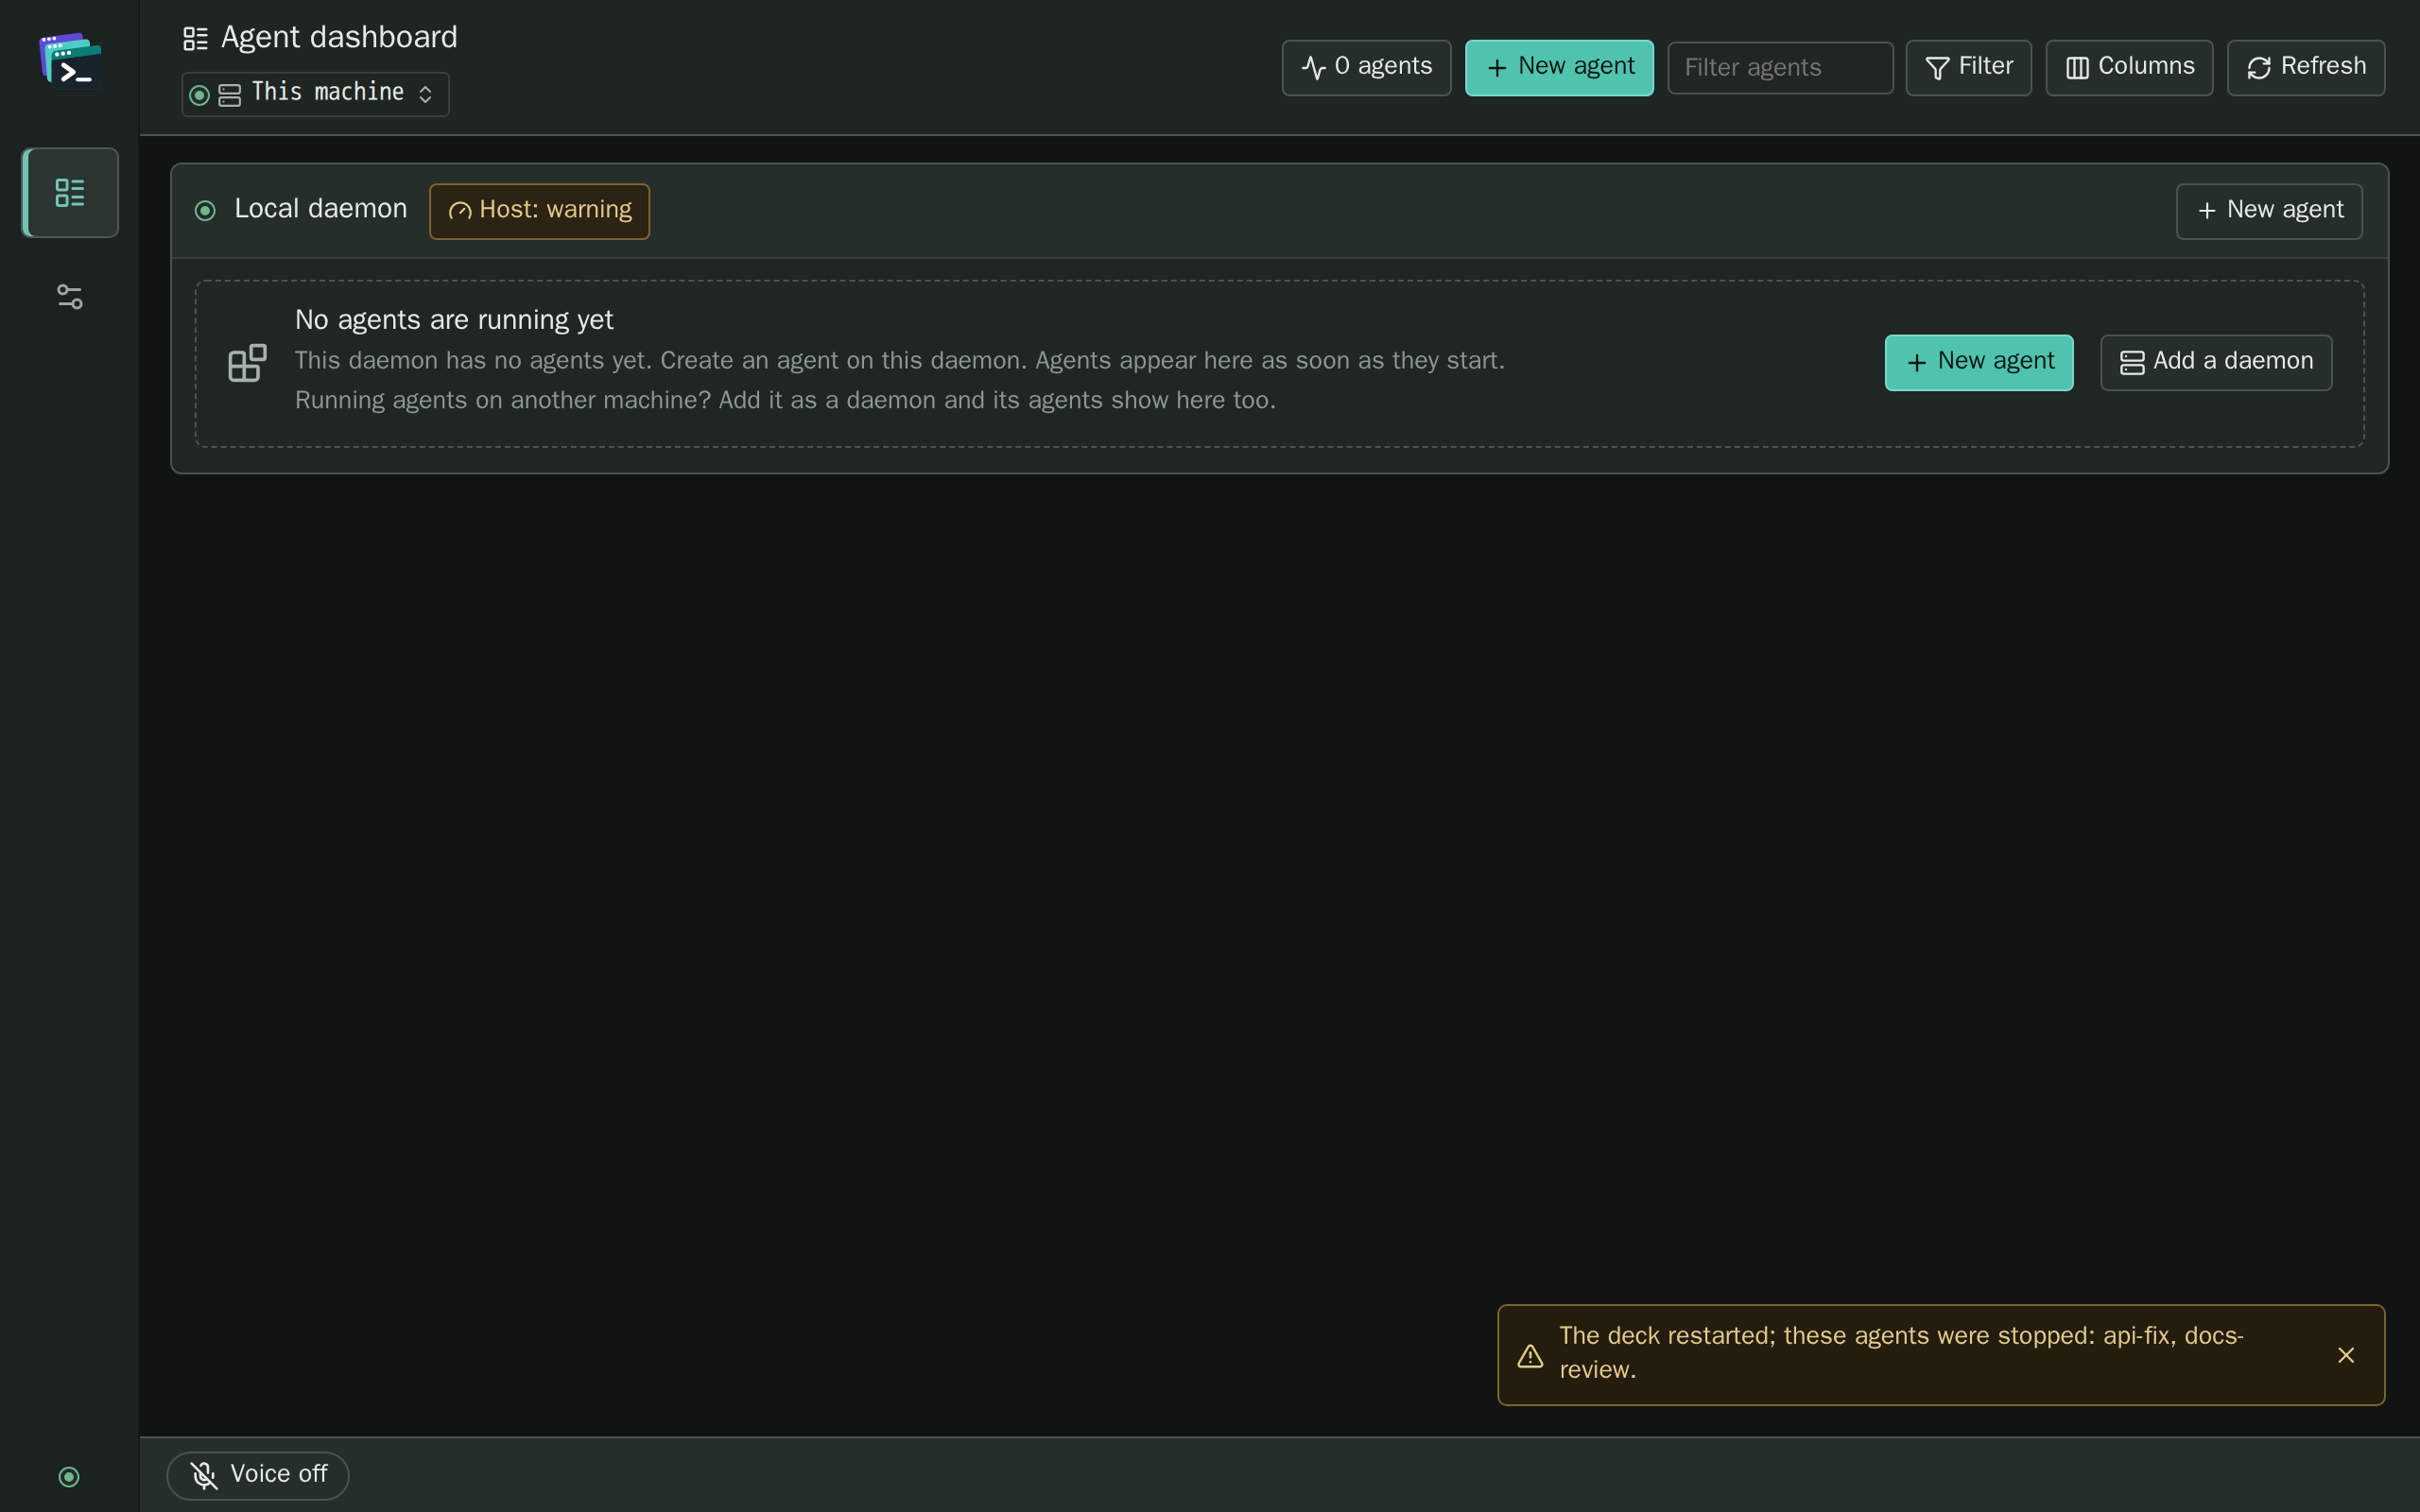 Agent dashboard
This machine
0 agents
New agent
Filter agents
Filter
Columns
Refresh
Local daemon
Host: warning
New agent
No agents are running yet
This daemon has no agents yet. Create an agent on this daemon. Agents appear here as soon as they start.
Running agents on another machine? Add it as a daemon and its agents show here too.
New agent
Add a daemon
The deck restarted; these agents were stopped: api-fix, docs-
review.
Voice off